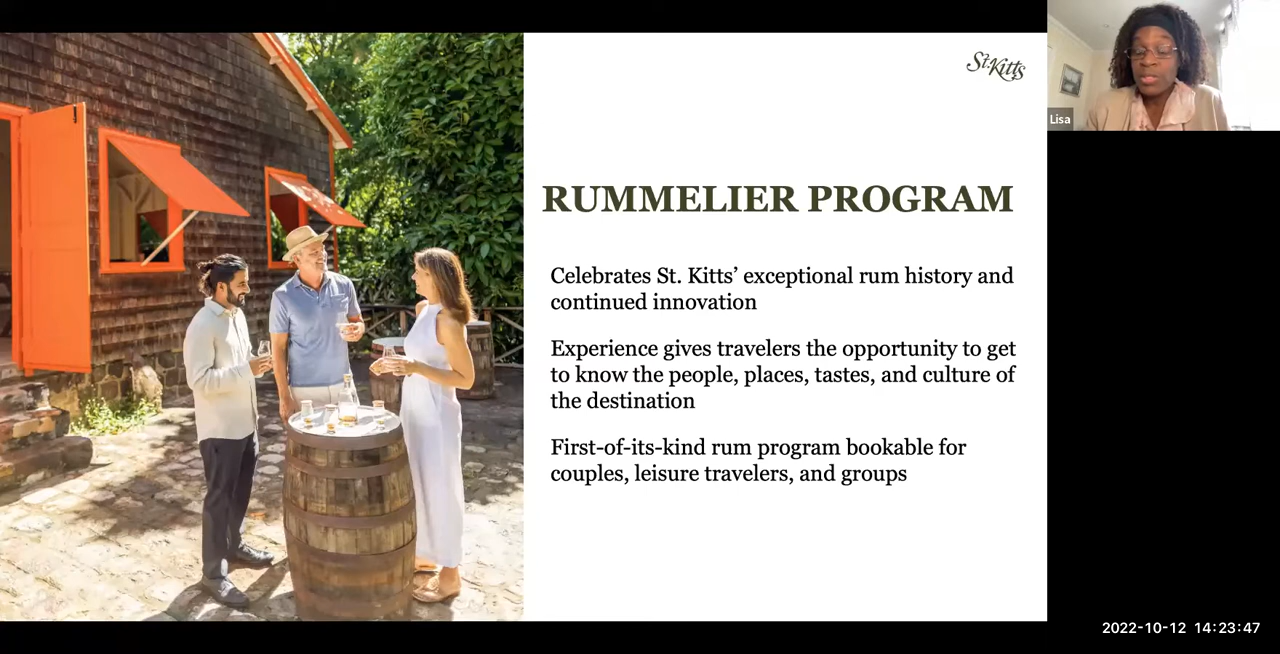 St. Kitts
Lisa
RUMMELIER PROGRAM
Celebrates St. Kitts’ exceptional rum history and
continued innovation
Experience gives travelers the opportunity to get
to know the people, places, tastes, and culture of
the destination
First-of-its-kind rum program bookable for
couples, leisure travelers, and groups
2022-10-12 14:23:47